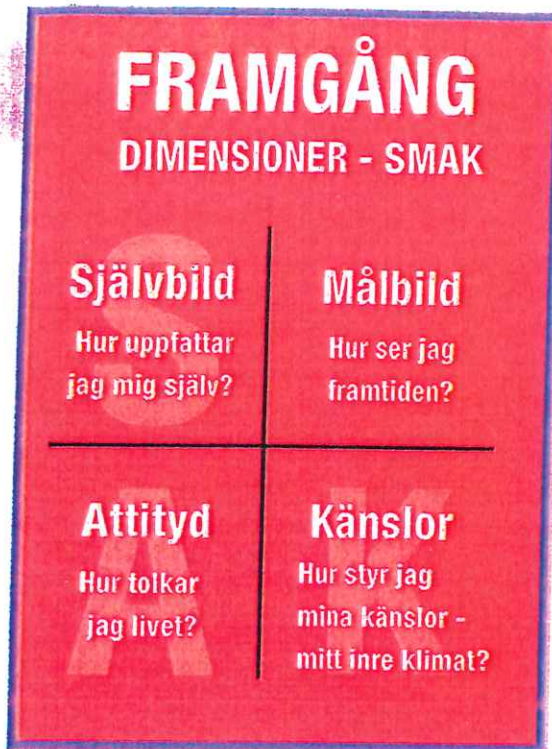 FRAMGÅNG
DIMENSIONER - SMAK
Självbild
Hur uppfattar
jag mig själv?
Målbild
Hur ser jag
framtiden?
Attityd
Hur tolkar
jag livet?
Känslor
Hur styr jag
mina känslor -
mitt inre klimat?
S
A
K